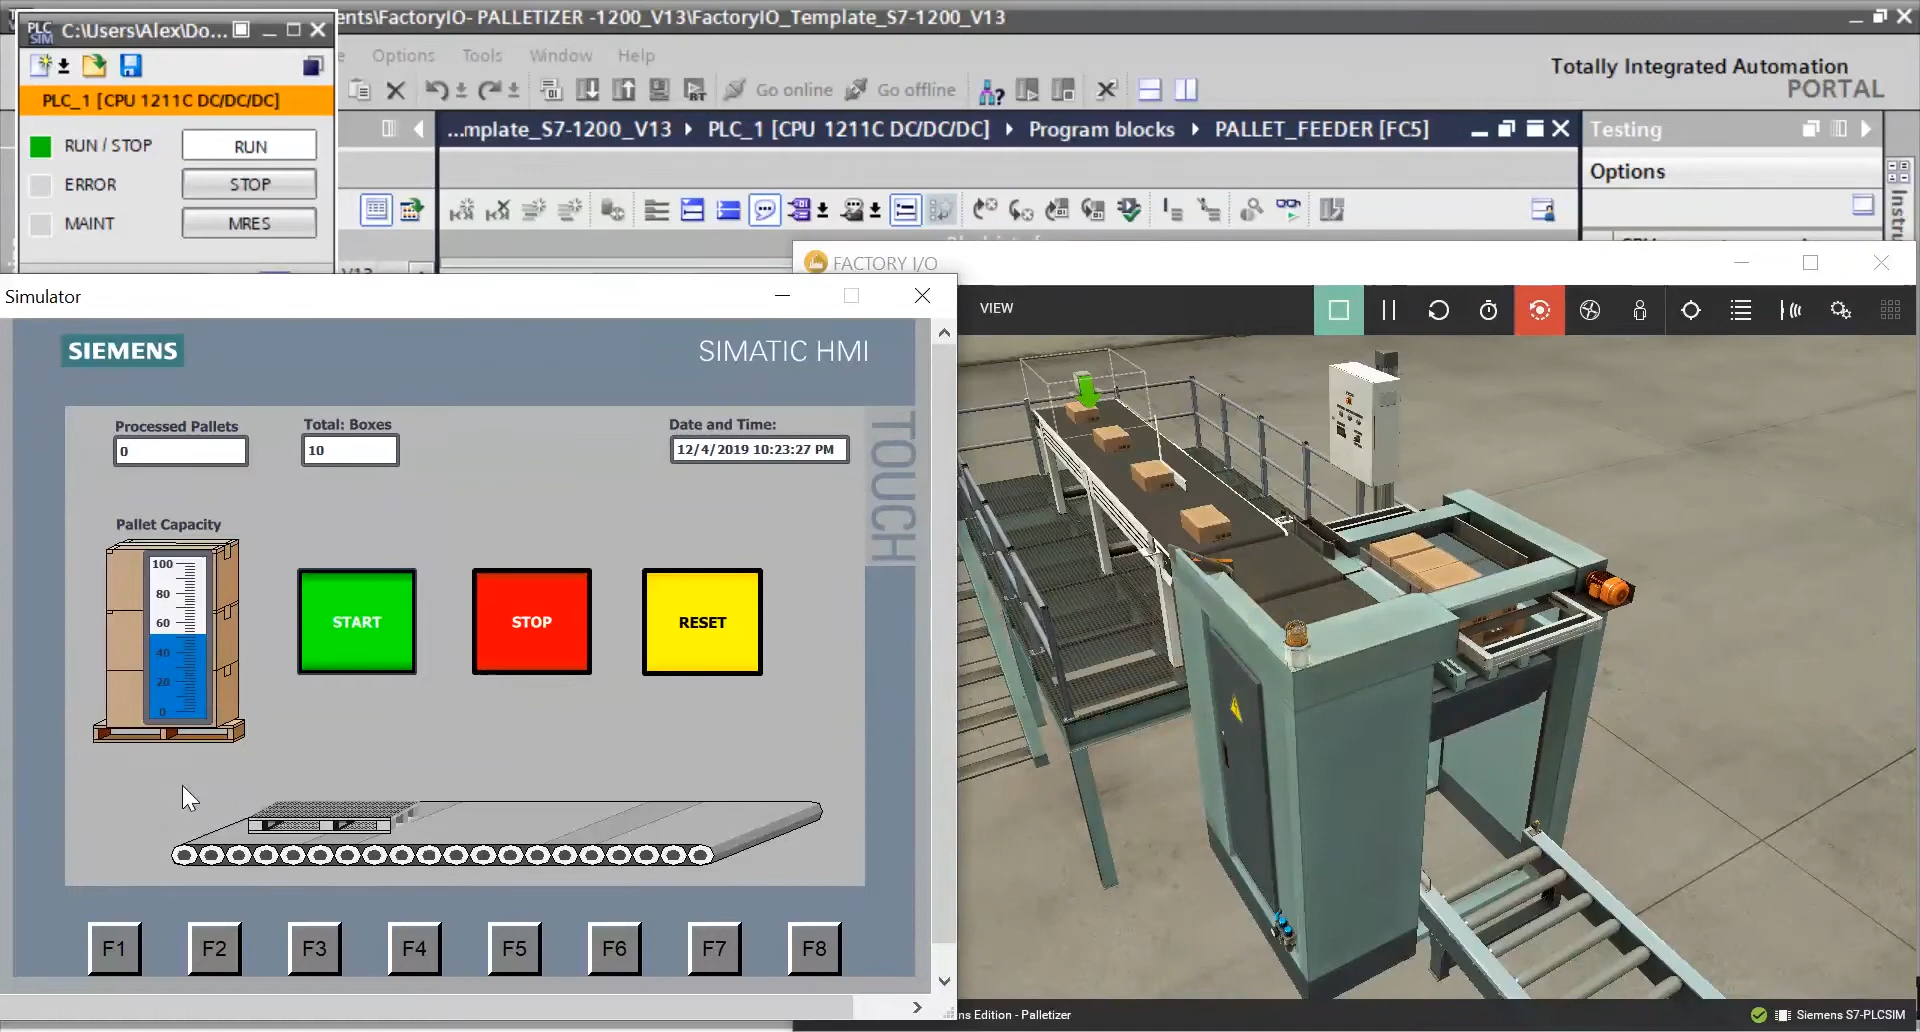 ents\FactoryIO- PALLETIZER -1200_V13\FactoryIO_Template_S7-1200_V13
PLC SIM
C:\Users\Alex\Do...
Options Tools Window Help
Totally Integrated Automation
PORTAL
Go online Go offline
PLC_1 [CPU 1211C DC/DC/DC]
...mplate_S7-1200_V13 PLC_1 [CPU 1211C DC/DC/DC] Program blocks PALLET_FEEDER [FC5]
Testing
RUN / STOP RUN
Options
ERROR STOP
MAINT MRES
Instru
FACTORY I/O
Simulator
VIEW
SIEMENS
SIMATIC HMI
TOUCH
Processed Pallets
0
Total: Boxes
10
Date and Time:
12/4/2019 10:23:27 PM
Pallet Capacity
100
80
60
40
20
0
START
STOP
RESET
F1 F2 F3 F4 F5 F6 F7 F8
ns Edition - Palletizer
Siemens S7-PLCSIM